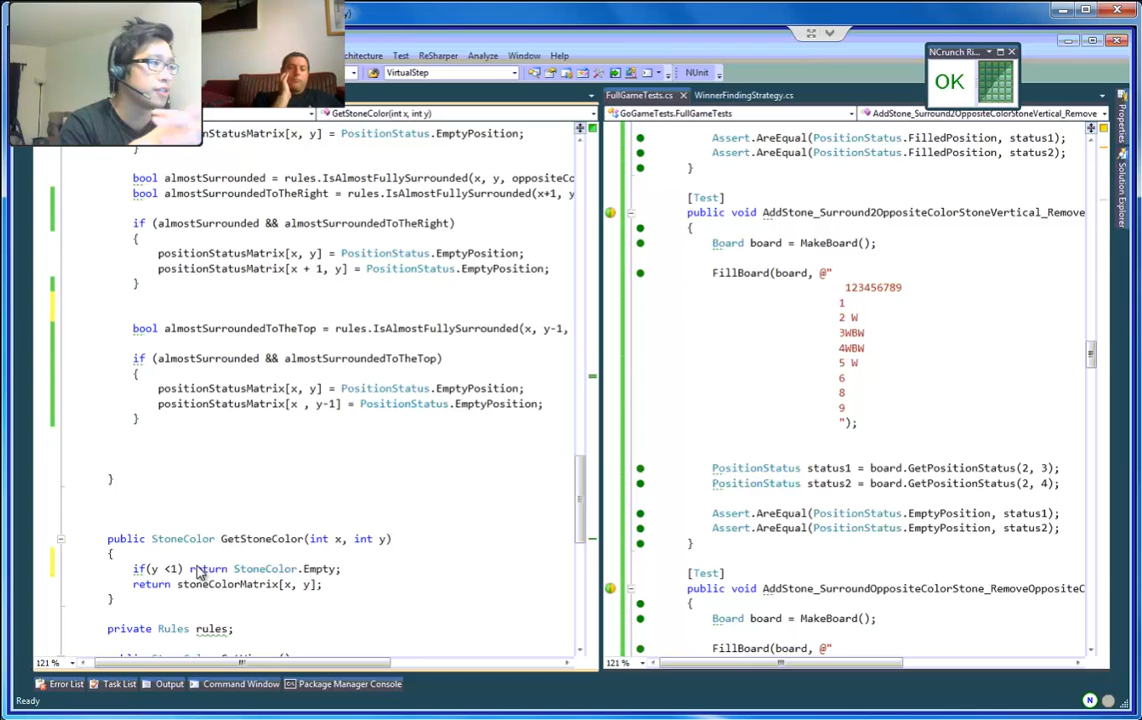 chitecture Test ReSharper Analyze Window Help
NCrunch Ri...
VirtualStep
NUnit
OK
FullGameTests.cs WinnerFindingStrategy.cs
GetStoneColor(int x, int y)
GoGameTests.FullGameTests
AddStone_Surround2OppositeColorStoneVertical_Remove
onStatusMatrix[x, y] = PositionStatus.EmptyPosition;
}
bool almostSurrounded = rules.IsAlmostFullySurrounded(x, y, oppositeCo
bool almostSurroundedToTheRight = rules.IsAlmostFullySurrounded(x+1, y
if (almostSurrounded && almostSurroundedToTheRight)
{
positionStatusMatrix[x, y] = PositionStatus.EmptyPosition;
positionStatusMatrix[x + 1, y] = PositionStatus.EmptyPosition;
}
bool almostSurroundedToTheTop = rules.IsAlmostFullySurrounded(x, y-1,
if (almostSurrounded && almostSurroundedToTheTop)
{
positionStatusMatrix[x, y] = PositionStatus.EmptyPosition;
positionStatusMatrix[x , y-1] = PositionStatus.EmptyPosition;
}
}
public StoneColor GetStoneColor(int x, int y)
{
if(y <1) return StoneColor.Empty;
return stoneColorMatrix[x, y];
}
private Rules rules;
121 %
Assert.AreEqual(PositionStatus.FilledPosition, status1);
Assert.AreEqual(PositionStatus.FilledPosition, status2);
}
[Test]
public void AddStone_Surround2OppositeColorStoneVertical_Remove
{
Board board = MakeBoard();
FillBoard(board, @"
123456789
1
2 W
3WBW
4WBW
5 W
6
8
9
");
PositionStatus status1 = board.GetPositionStatus(2, 3);
PositionStatus status2 = board.GetPositionStatus(2, 4);
Assert.AreEqual(PositionStatus.EmptyPosition, status1);
Assert.AreEqual(PositionStatus.EmptyPosition, status2);
}
[Test]
public void AddStone_SurroundOppositeColorStone_RemoveOppositeC
{
Board board = MakeBoard();
FillBoard(board, @"
121 %
Properties
Solution Explorer
Error List Task List Output Command Window Package Manager Console
Ready
N